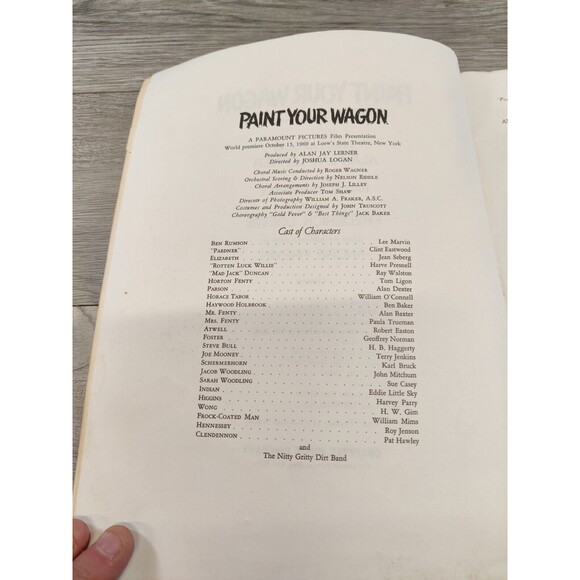 PAINT YOUR WAGON
A PARAMOUNT PICTURES Film Presentation
World premiere October 15, 1969 at Loew's State Theatre, New York
Produced by ALAN JAY LERNER
Directed by JOSHUA LOGAN
Choral Music Conducted by ROGER WAGNER
Orchestral Scoring & Direction by NELSON RIDDLE
Choral Arrangements by JOSEPH J. LILLEY
Associate Producer TOM SHAW
Director of Photography WILLIAM A. FRAKER, A.S.C.
Costumes and Production Designed by JOHN TRUSCOTT
Choreography "Gold Fever" & "Best Things" JACK BAKER
Cast of Characters
BEN RUMSON Lee Marvin
"PARDNER" Clint Eastwood
ELIZABETH Jean Seberg
"ROTTEN LUCK WILLIE" Harve Presnell
"MAD JACK" DUNCAN Ray Walston
HORTON FENTY Tom Ligon
PARSON Alan Dexter
HORACE TABOR William O'Connell
HAYWOOD HOLBROOK Ben Baker
MR. FENTY Alan Baxter
MRS. FENTY Paula Trueman
ATWELL Robert Easton
FOSTER Geoffrey Norman
STEVE BULL H. B. Haggerty
JOE MOONEY Terry Jenkins
SCHERMERHORN Karl Bruck
JACOB WOODLING John Mitchum
SARAH WOODLING Sue Casey
INDIAN Eddie Little Sky
HIGGINS Harvey Parry
WONG H. W. Gim
FROCK-COATED MAN William Mims
HENNESSEY Roy Jenson
CLENDENNON Pat Hawley
and
The Nitty Gritty Dirt Band